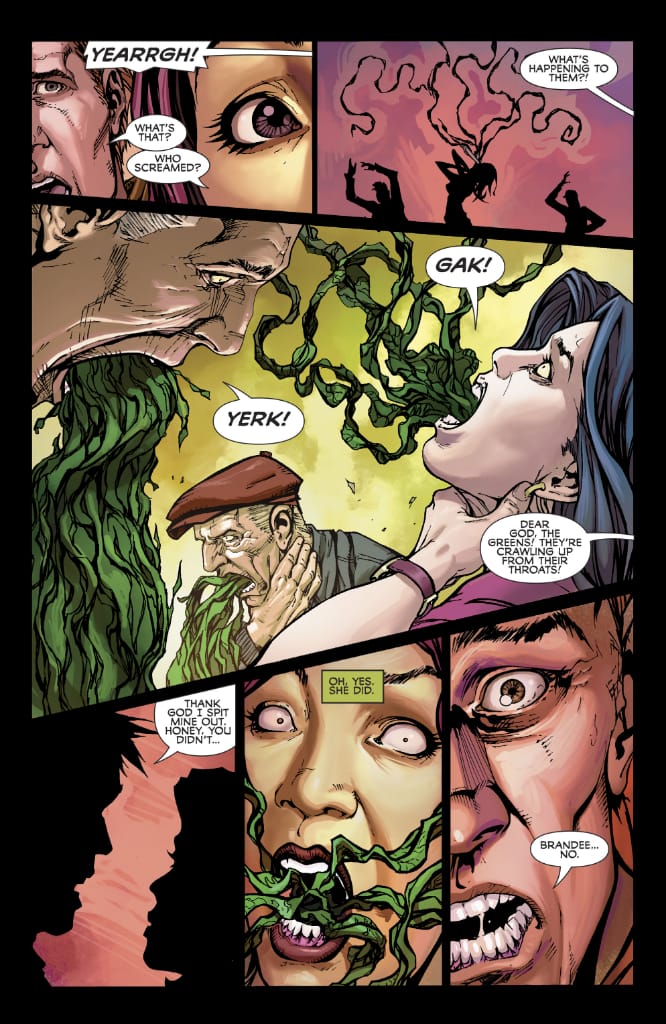 YEARRGH!
WHAT'S
THAT?
WHO
SCREAMED?
WHAT'S
HAPPENING TO
THEM?!
GAK!
YERK!
DEAR
GOD, THE
GREENS! THEY'RE
CRAWLING UP
FROM THEIR
THROATS!
THANK
GOD I SPIT
MINE OUT.
HONEY, YOU
DIDN'T...
OH, YES.
SHE DID.
BRANDEE...
NO.